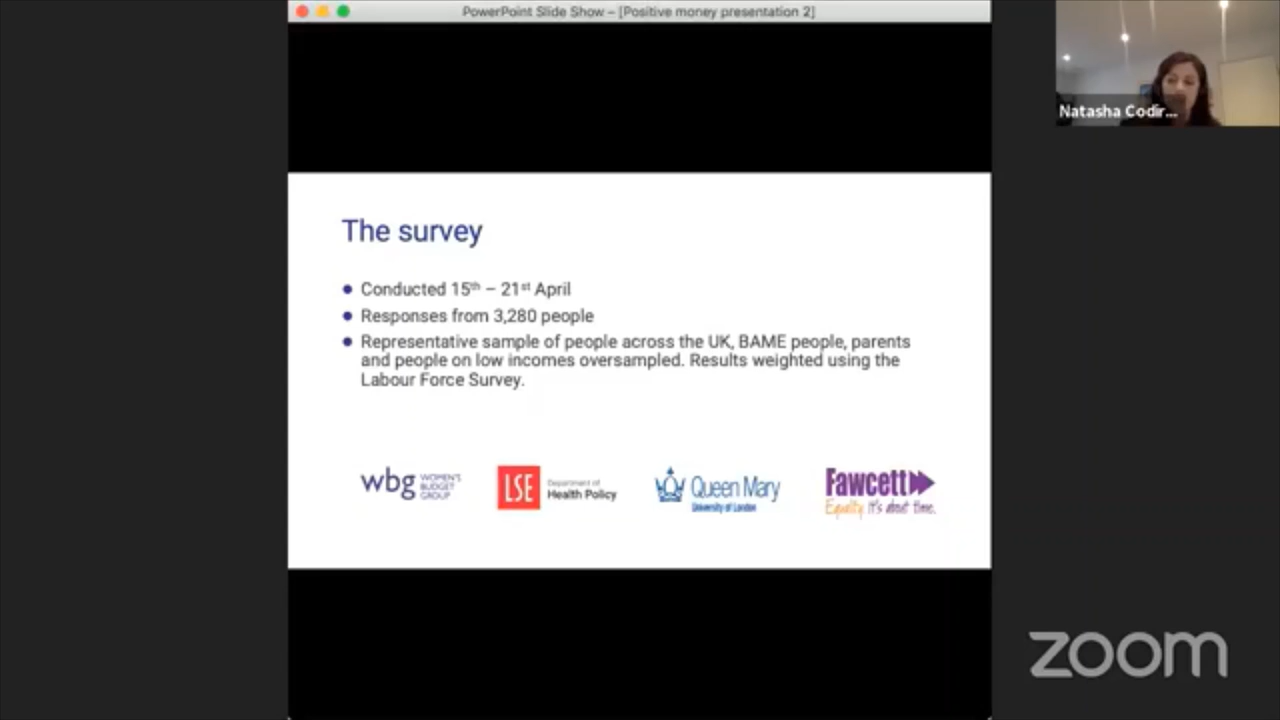 PowerPoint Slide Show – [Positive money presentation 2]
Natasha Codir...
The survey
• Conducted 15th – 21st April
• Responses from 3,280 people
• Representative sample of people across the UK, BAME people, parents
and people on low incomes oversampled. Results weighted using the
Labour Force Survey.
wbg WOMEN'S
BUDGET
GROUP
LSE Department of
Health Policy
Queen Mary
University of London
Fawcett
Equality. It's about time.
zoom